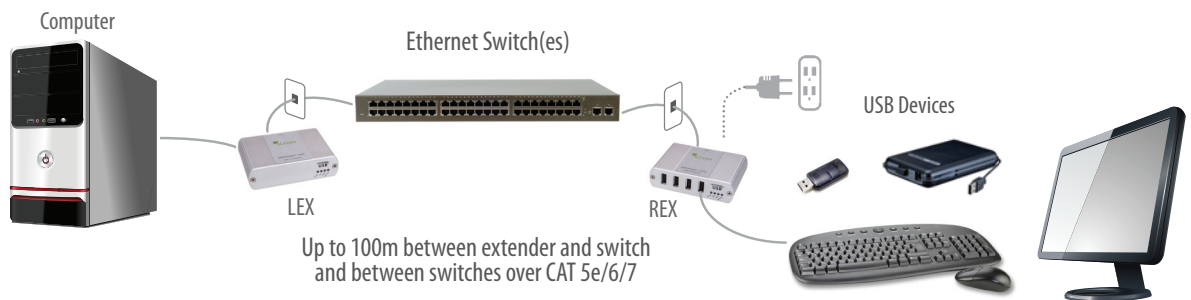 Computer
Ethernet Switch(es)
USB Devices
LEX
REX
Up to 100m between extender and switch
and between switches over CAT 5e/6/7